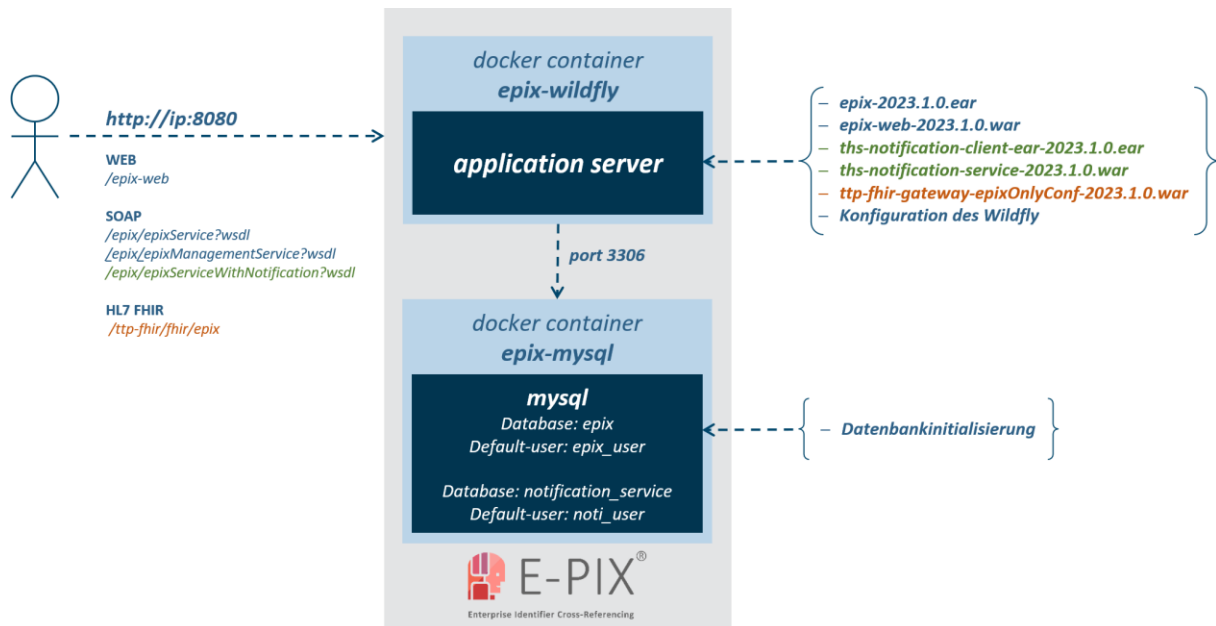 http://ip:8080
WEB
/epix-web
SOAP
/epix/epixService?wsdl
/epix/epixManagementService?wsdl
/epix/epixServiceWithNotification?wsdl
HL7 FHIR
/ttp-fhir/fhir/epix
docker container
epix-wildfly
application server
port 3306
docker container
epix-mysql
mysql
Database: epix
Default-user: epix_user
Database: notification_service
Default-user: noti_user
E-PIX®
Enterprise Identifier Cross-Referencing
– epix-2023.1.0.ear
– epix-web-2023.1.0.war
– ths-notification-client-ear-2023.1.0.ear
– ths-notification-service-2023.1.0.war
– ttp-fhir-gateway-epixOnlyConf-2023.1.0.war
– Konfiguration des Wildfly
– Datenbankinitialisierung